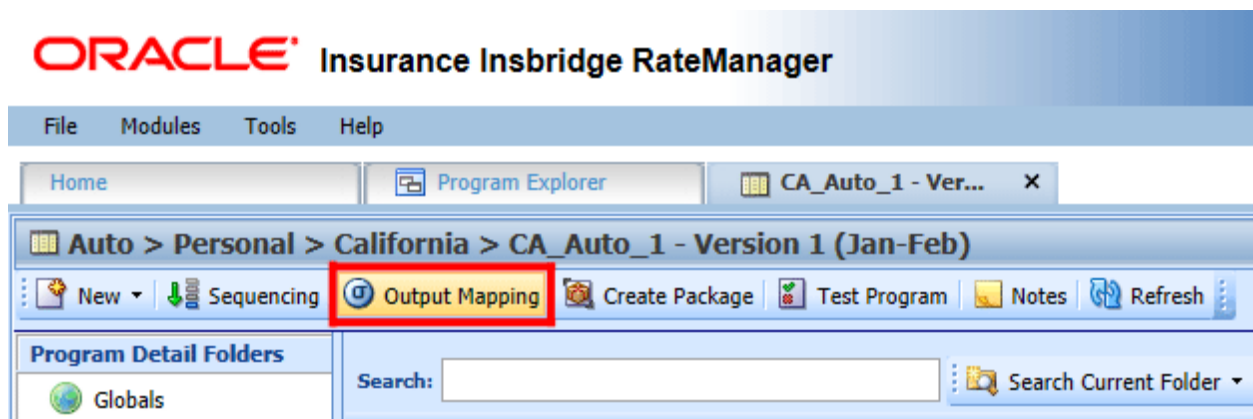 ORACLE Insurance Insbridge RateManager
File Modules Tools Help
Home Program Explorer CA_Auto_1 - Ver... x
Auto > Personal > California > CA_Auto_1 - Version 1 (Jan-Feb)
New Sequencing Output Mapping Create Package Test Program Notes Refresh
Program Detail Folders
Globals
Search: Search Current Folder